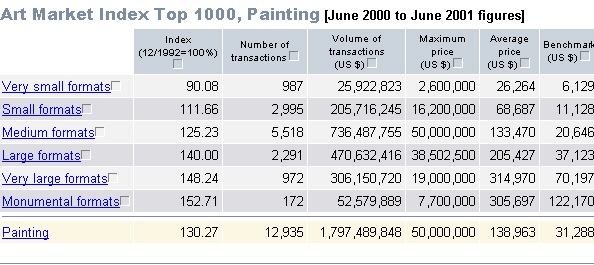 Art Market Index Top 1000, Painting [June 2000 to June 2001 figures]
Index (12/1992=100%) Number of transactions Volume of transactions (US $) Maximum price (US $) Average price (US $) Benchmark (US $)
Very small formats 90.08 987 25,922,823 2,600,000 26,264 6,129
Small formats 111.66 2,995 205,716,245 16,200,000 68,687 11,128
Medium formats 125.23 5,518 736,487,755 50,000,000 133,470 20,646
Large formats 140.00 2,291 470,632,416 38,502,500 205,427 37,123
Very large formats 148.24 972 306,150,720 19,000,000 314,970 70,197
Monumental formats 152.71 172 52,579,889 7,700,000 305,697 122,170
Painting 130.27 12,935 1,797,489,848 50,000,000 138,963 31,288